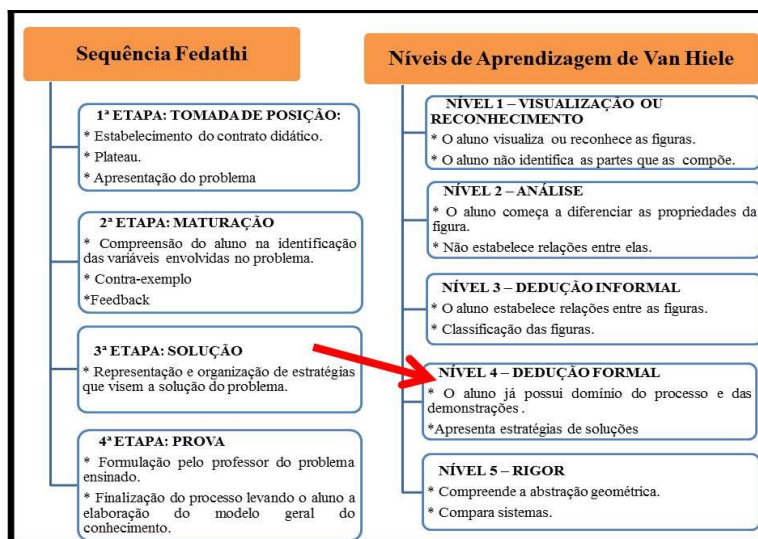 Sequência Fedathi
1ª ETAPA: TOMADA DE POSIÇÃO:
* Estabelecimento do contrato didático.
* Plateau.
* Apresentação do problema
2ª ETAPA: MATURAÇÃO
* Compreensão do aluno na identificação
das variáveis envolvidas no problema.
* Contra-exemplo
*Feedback
3ª ETAPA: SOLUÇÃO
* Representação e organização de estratégias
que visem a solução do problema.
4ª ETAPA: PROVA
* Formulação pelo professor do problema
ensinado.
* Finalização do processo levando o aluno a
elaboração do modelo geral do
conhecimento.
Níveis de Aprendizagem de Van Hiele
NÍVEL 1 – VISUALIZAÇÃO OU
RECONHECIMENTO
* O aluno visualiza ou reconhece as figuras.
* O aluno não identifica as partes que as compõe.
NÍVEL 2 – ANÁLISE
* O aluno começa a diferenciar as propriedades da
figura.
* Não estabelece relações entre elas.
NÍVEL 3 – DEDUÇÃO INFORMAL
* O aluno estabelece relações entre as figuras.
* Classificação das figuras.
NÍVEL 4 – DEDUÇÃO FORMAL
* O aluno já possui domínio do processo e das
demonstrações .
*Apresenta estratégias de soluções
NÍVEL 5 – RIGOR
* Compreende a abstração geométrica.
* Compara sistemas.